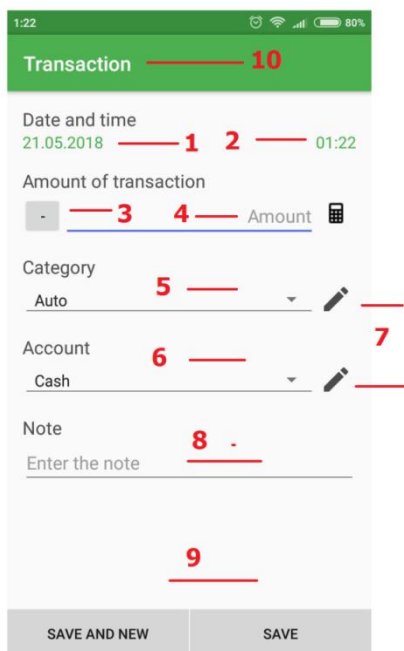 1:22 80%
Transaction 10
Date and time
21.05.2018 1 2 01:22
Amount of transaction
- 3 4 Amount
Category
5
Auto
7
Account
6
Cash
Note
8 -
Enter the note
9
SAVE AND NEW SAVE